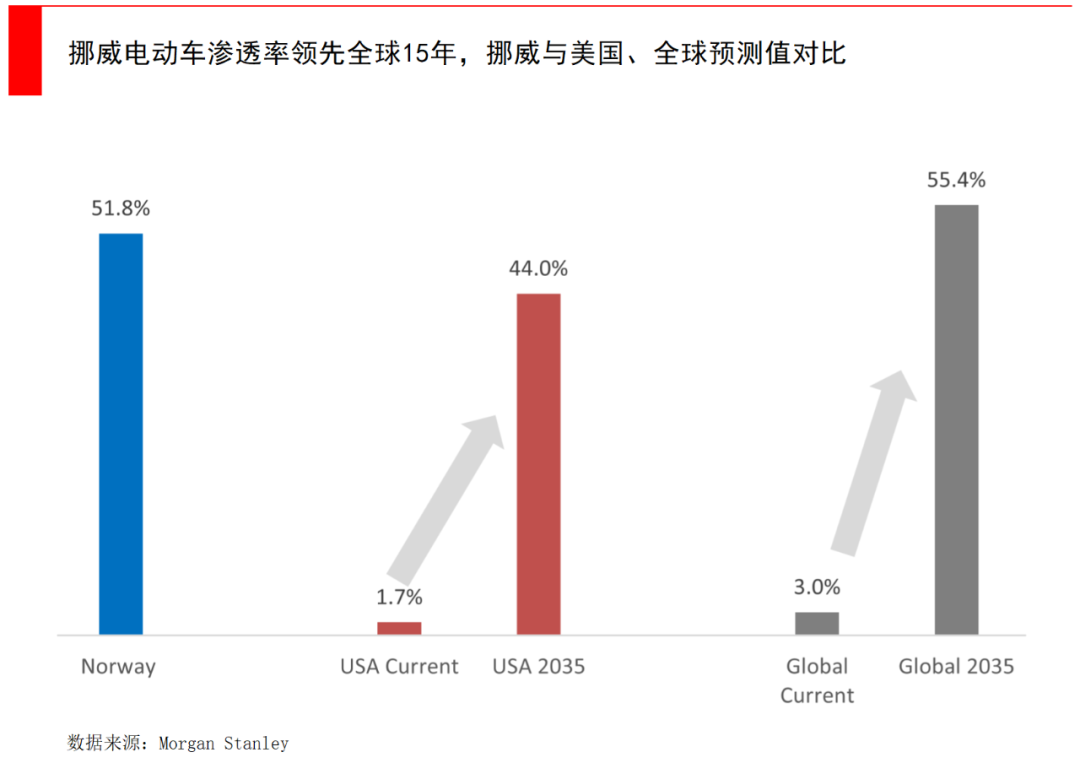 挪威电动车渗透率领先全球15年，挪威与美国、全球预测值对比
51.8%
1.7%
44.0%
3.0%
55.4%
Norway
USA Current
USA 2035
Global
Current
Global 2035
数据来源：Morgan Stanley